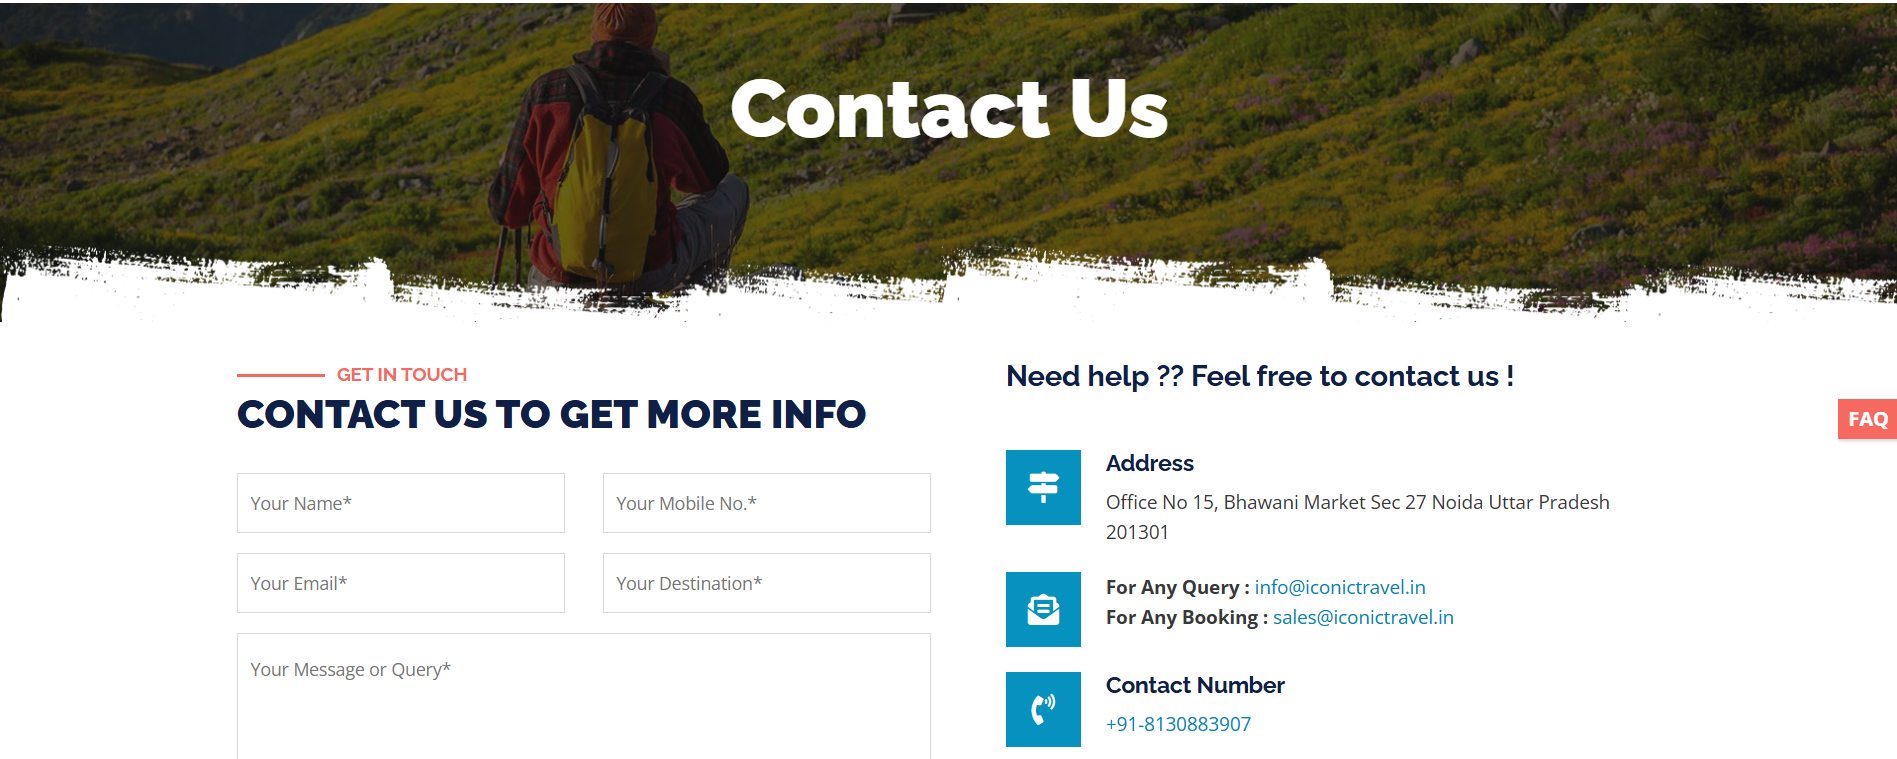 Contact Us
GET IN TOUCH
CONTACT US TO GET MORE INFO
Your Name*
Your Mobile No.*
Your Email*
Your Destination*
Your Message or Query*
Need help ?? Feel free to contact us !
Address
Office No 15, Bhawani Market Sec 27 Noida Uttar Pradesh
201301
For Any Query : info@iconictravel.in
For Any Booking : sales@iconictravel.in
Contact Number
+91-8130883907
FAQ